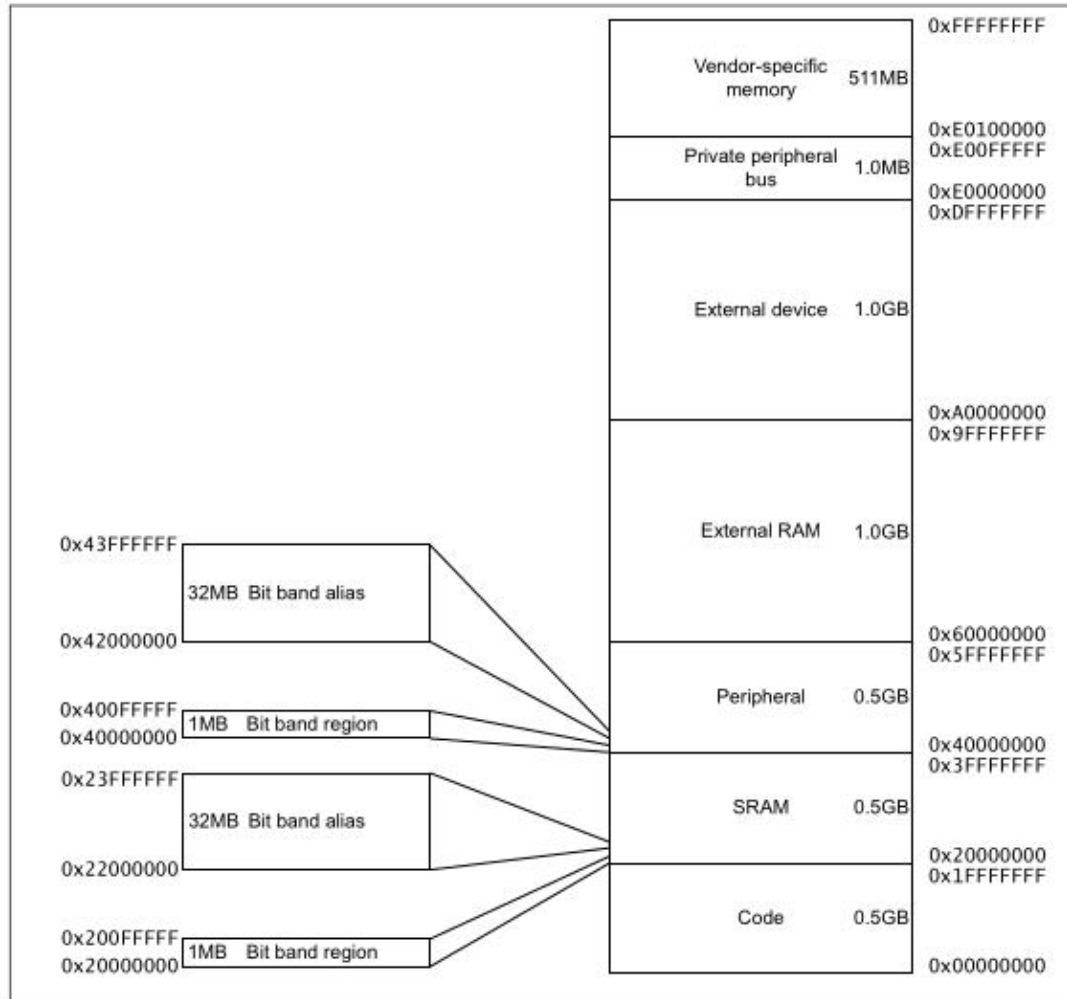 0xFFFFFFFF
Vendor-specific
memory
511MB
0xE0100000
0xE00FFFFF
Private peripheral
bus
1.0MB
0xE0000000
0xDFFFFFFF
External device
1.0GB
0xA0000000
0x9FFFFFFF
External RAM
1.0GB
0x60000000
0x5FFFFFFF
Peripheral
0.5GB
0x40000000
0x3FFFFFFF
SRAM
0.5GB
0x20000000
0x1FFFFFFF
Code
0.5GB
0x00000000
0x43FFFFFF
32MB Bit band alias
0x42000000
0x400FFFFF
1MB Bit band region
0x40000000
0x23FFFFFF
32MB Bit band alias
0x22000000
0x200FFFFF
1MB Bit band region
0x20000000